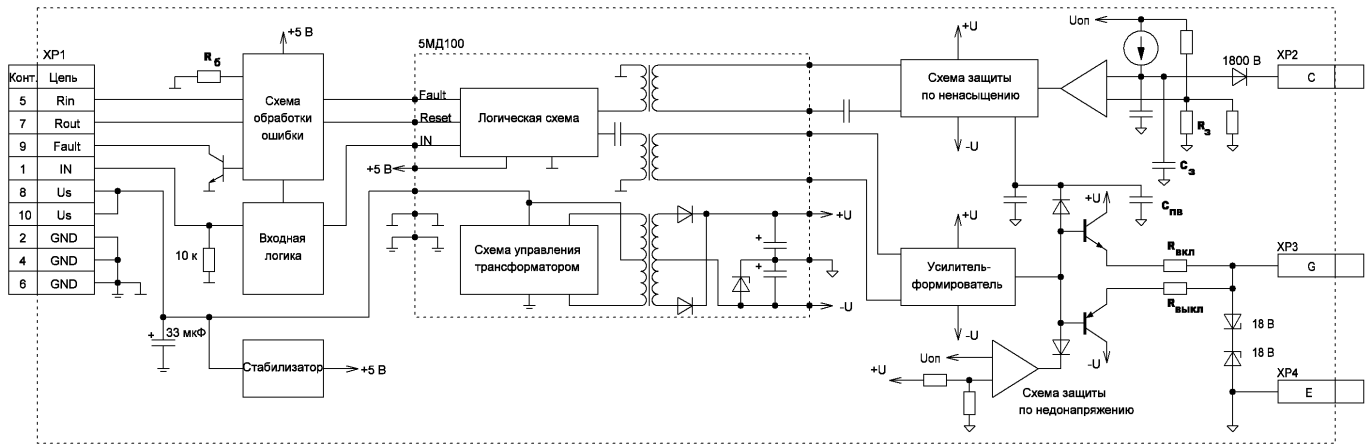 XP1
Конт. Цепь
5 Rin
7 Rout
9 Fault
1 IN
8 Us
10 Us
2 GND
4 GND
6 GND
Rб
+5 В
Схема
обработки
ошибки
Входная
логика
10 к
+
33 мкФ
Стабилизатор
+5 В
5МД100
Fault
Reset
IN
+5 В
Логическая схема
Схема управления
трансформатором
+U
+
+
-U
+U
Схема защиты
по ненасыщению
-U
+U
Усилитель-
формирователь
-U
Uоп
Rз
Cз
Cпв
1800 В
XP2
C
+U
Rвкл
Rвыкл
-U
XP3
G
18 В
18 В
XP4
E
Uоп
+U
Схема защиты
по недонапряжению